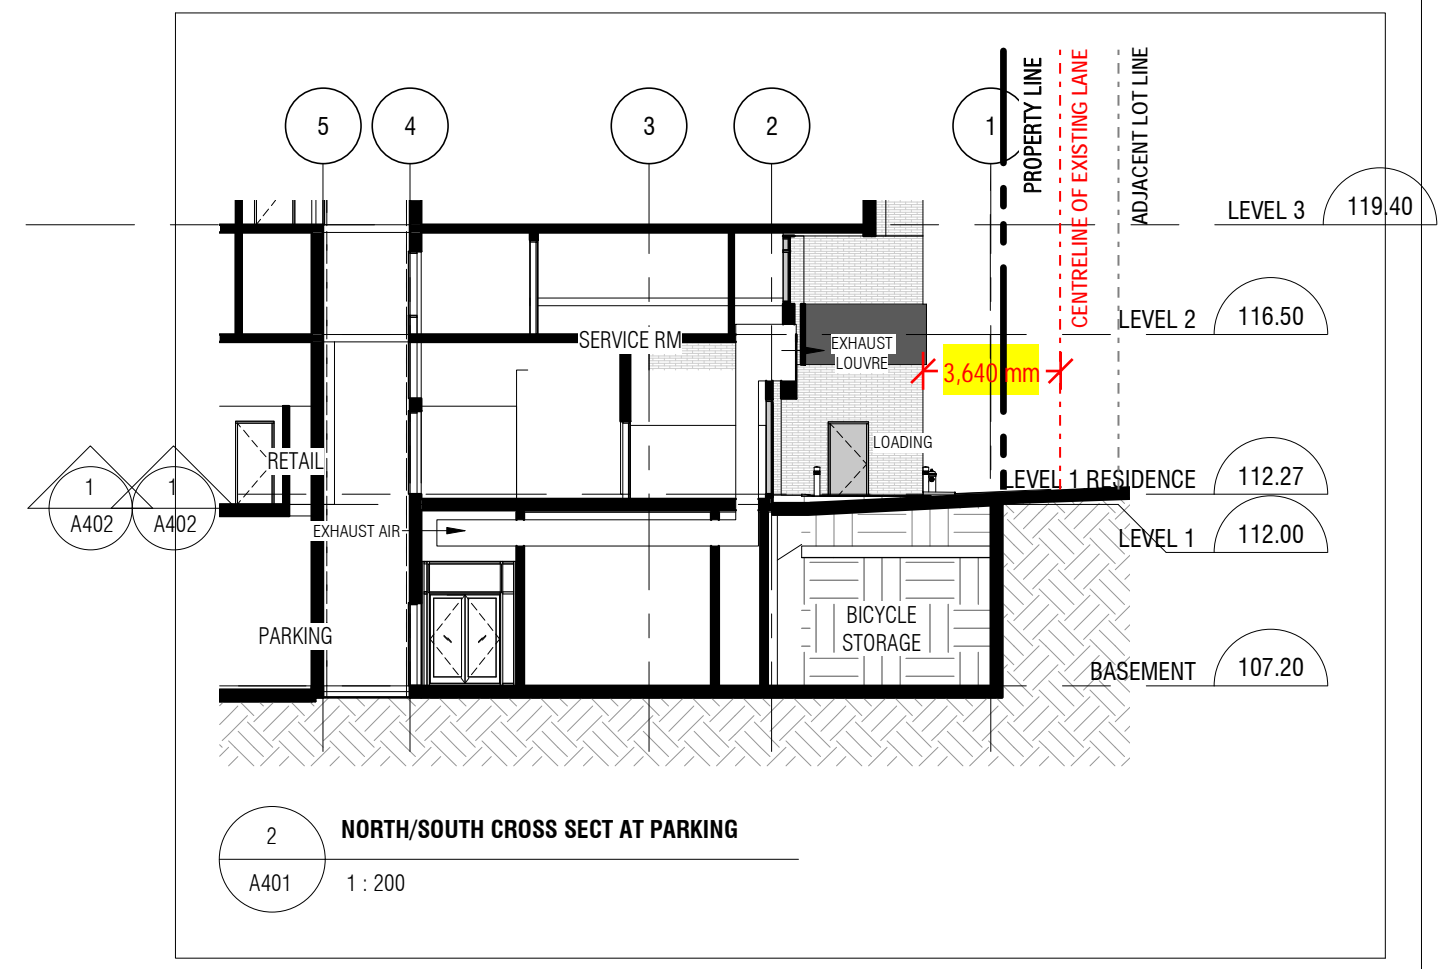 5
4
3
2
1
PROPERTY LINE
CENTRELINE OF EXISTING LANE
ADJACENT LOT LINE
LEVEL 3
119.40
LEVEL 2
116.50
SERVICE RM
EXHAUST
LOUVRE
3,640 mm
LOADING
RETAIL
LEVEL 1 RESIDENCE
112.27
1
A402
1
A402
EXHAUST AIR
LEVEL 1
112.00
PARKING
BICYCLE
STORAGE
BASEMENT
107.20
2
A401
NORTH/SOUTH CROSS SECT AT PARKING
1 : 200